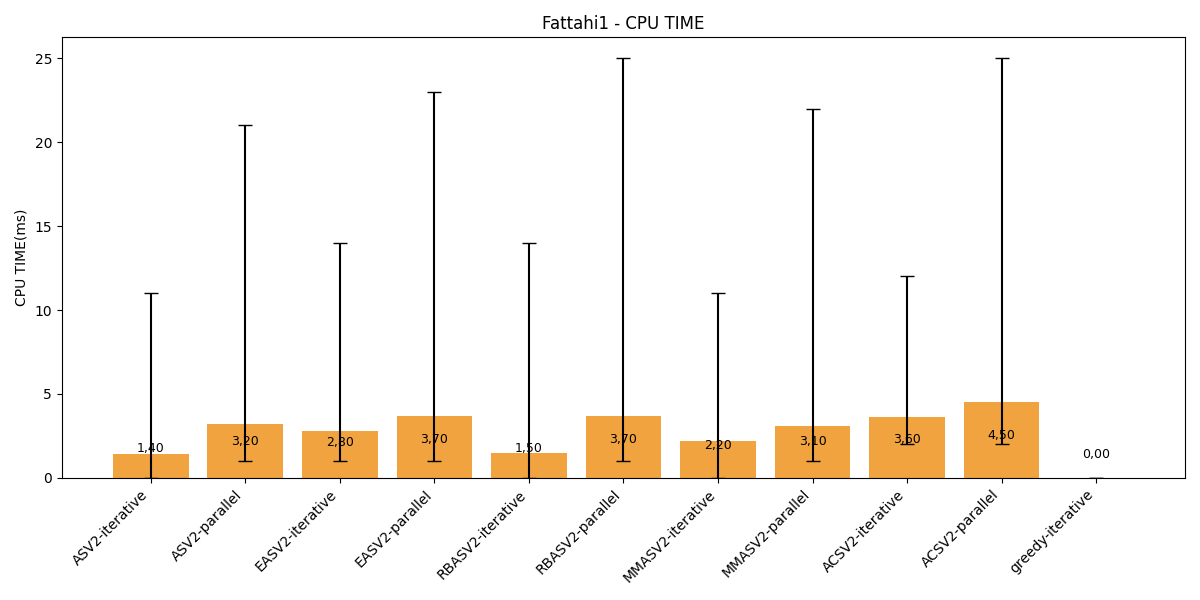 Fattahi1 - CPU TIME
CPU TIME(ms)
25
20
15
10
5
0
1,40
3,20
2,80
3,70
1,50
3,70
2,20
3,10
3,60
4,50
0,00
ASV2-iterative
ASV2-parallel
EASV2-iterative
EASV2-parallel
RBASV2-iterative
RBASV2-parallel
MMASV2-iterative
MMASV2-parallel
ACSV2-iterative
ACSV2-parallel
greedy-iterative